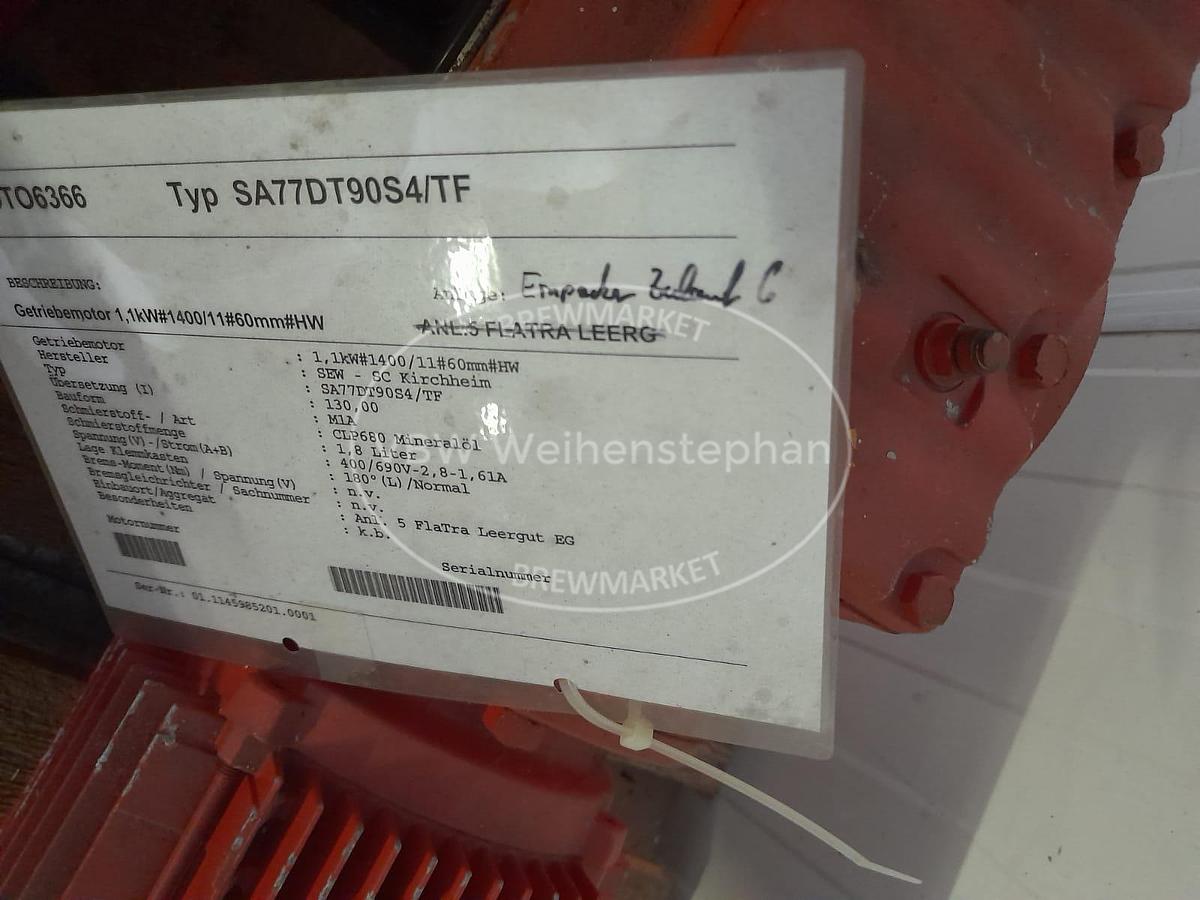 TO6366 Typ SA77DT90S4/TF
BESCHREIBUNG: Anlage: Einpacker
Getriebemotor 1,1kW#1400/11#60mm#HW ANL.5 FLATRA LEERG
Getriebemotor : 1,1kW#1400/11#60mm#HW
Hersteller : SEW - SC Kirchheim
Typ : SA77DT90S4/TF
Übersetzung (I) : 130,00
Bauform : M1A
Schmierstoff- / Art : CLP680 Mineralöl
Schmierstoffmenge : 1,8 Liter
Spannung(V)-/Strom(A+B) : 400/690V-2,8-1,61A
Lage Klemmkasten : 180°(L)/Normal
Brems-Moment(Nm) / Spannung(V) : n.v.
Bremsgleichrichter / Sachnummer : n.v.
Einbauort/Aggregat : Anl. 5 FlaTra Leergut EG
Besonderheiten : k.b.
Motornummer Serialnummer
Ser-Nr.: 01.1145985201.0001
BREWMARKET
SW Weihenstephan
BREWMARKET